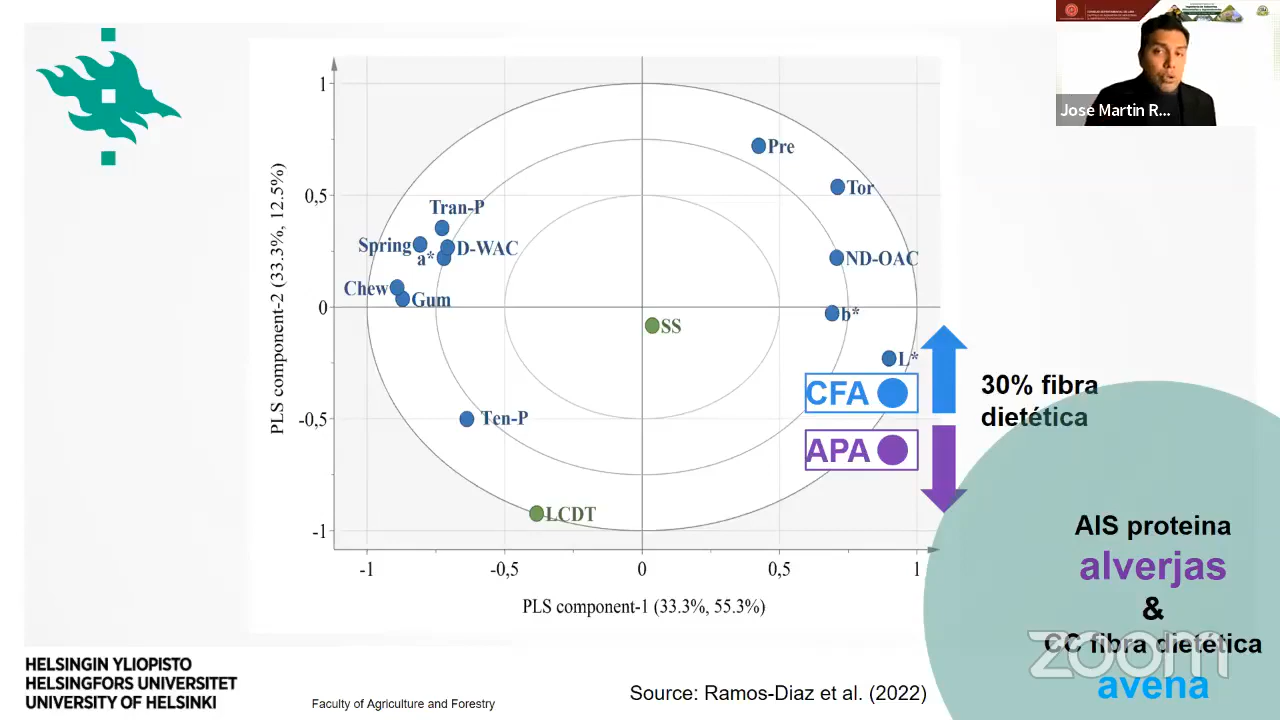 Jose Martin R...
1
0,5
0
-0,5
-1
PLS component-2 (33.3%, 12.5%)
Pre
Tor
Tran-P
Spring
D-WAC
a*
ND-OAC
Chew
Gum
b*
SS
L*
CFA
30% fibra
dietética
Ten-P
APA
LCDT
-1
-0,5
0
0,5
1
PLS component-1 (33.3%, 55.3%)
AIS proteina
alverjas
&
CC fibra dietética
avena
zoom
HELSINGIN YLIOPISTO
HELSINGFORS UNIVERSITET
UNIVERSITY OF HELSINKI
Faculty of Agriculture and Forestry
Source: Ramos-Diaz et al. (2022)